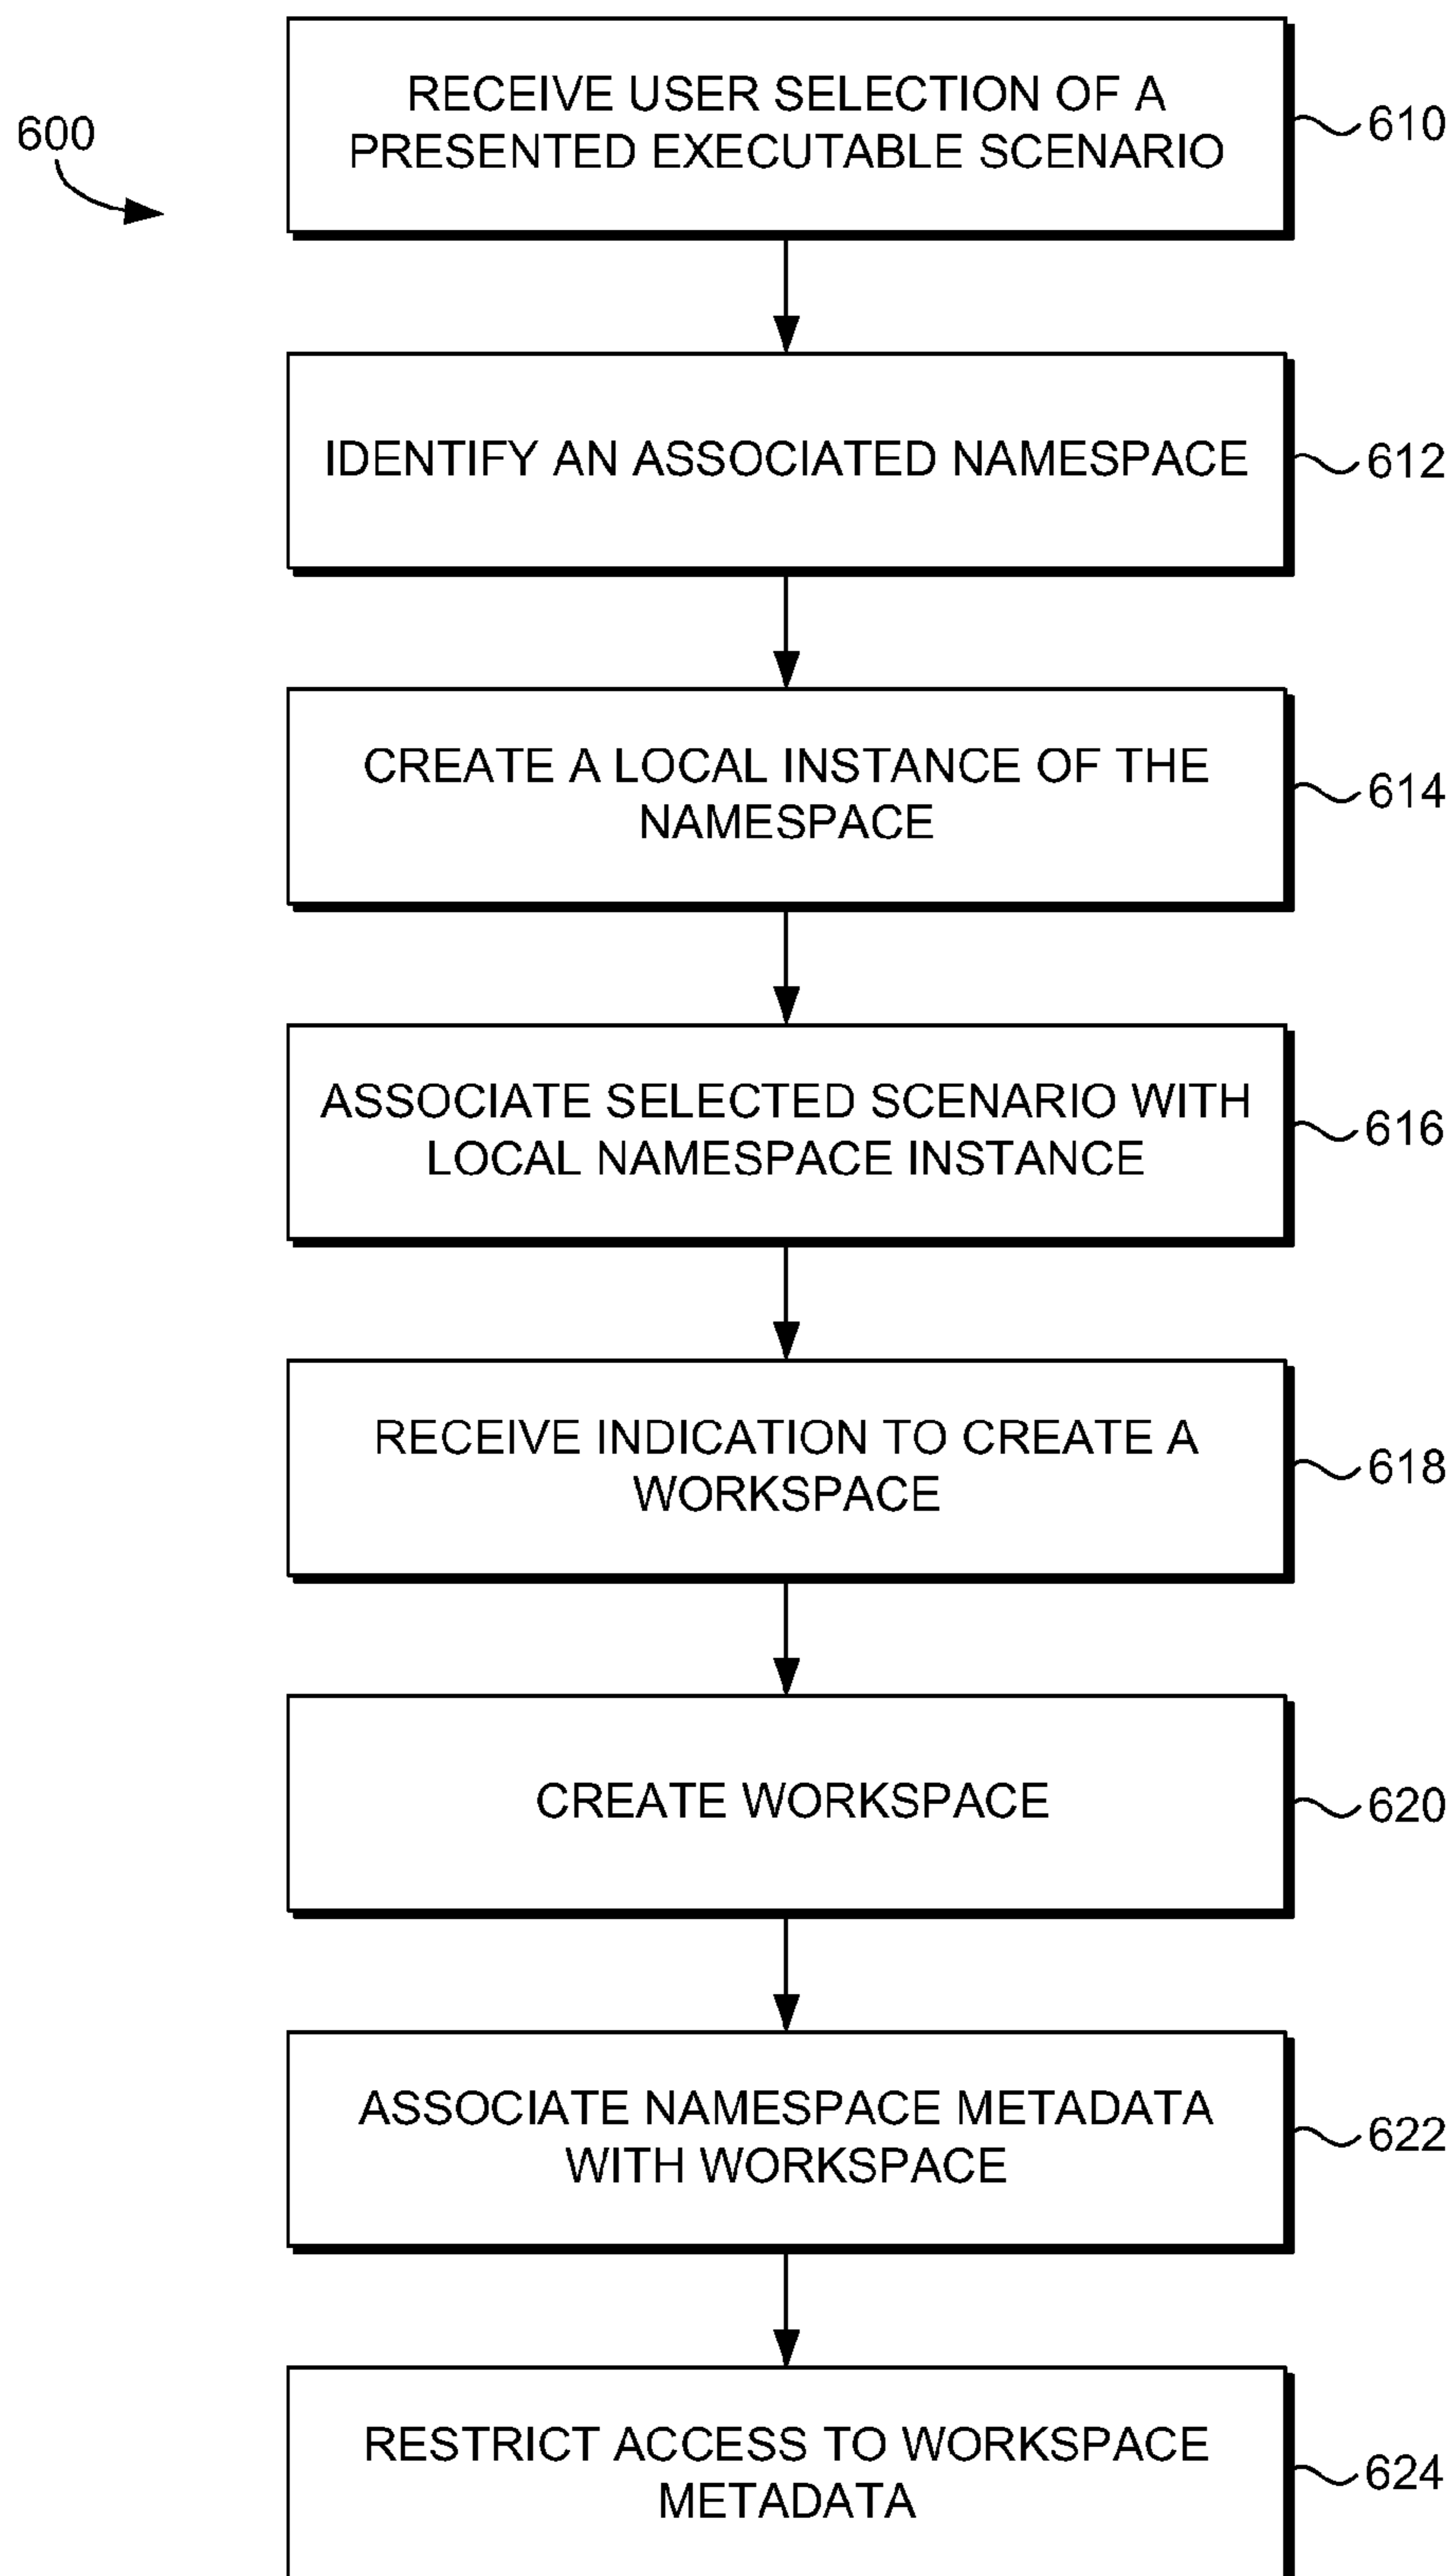 600
RECEIVE USER SELECTION OF A
PRESENTED EXECUTABLE SCENARIO
610
IDENTIFY AN ASSOCIATED NAMESPACE
612
CREATE A LOCAL INSTANCE OF THE
NAMESPACE
614
ASSOCIATE SELECTED SCENARIO WITH
LOCAL NAMESPACE INSTANCE
616
RECEIVE INDICATION TO CREATE A
WORKSPACE
618
CREATE WORKSPACE
620
ASSOCIATE NAMESPACE METADATA
WITH WORKSPACE
622
RESTRICT ACCESS TO WORKSPACE
METADATA
624